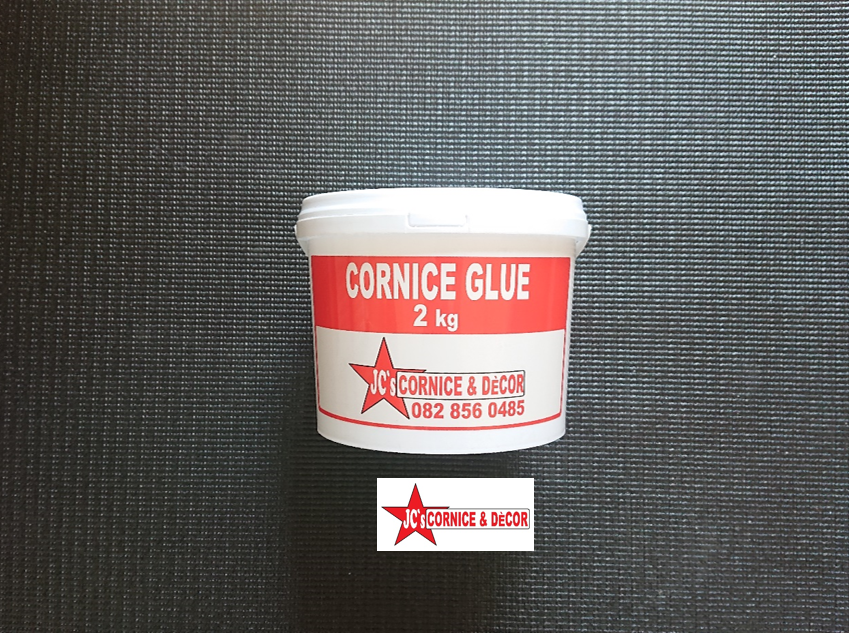 CORNICE GLUE
2 kg
JC's CORNICE & DÈCOR
082 856 0485
JC's CORNICE & DÈCOR